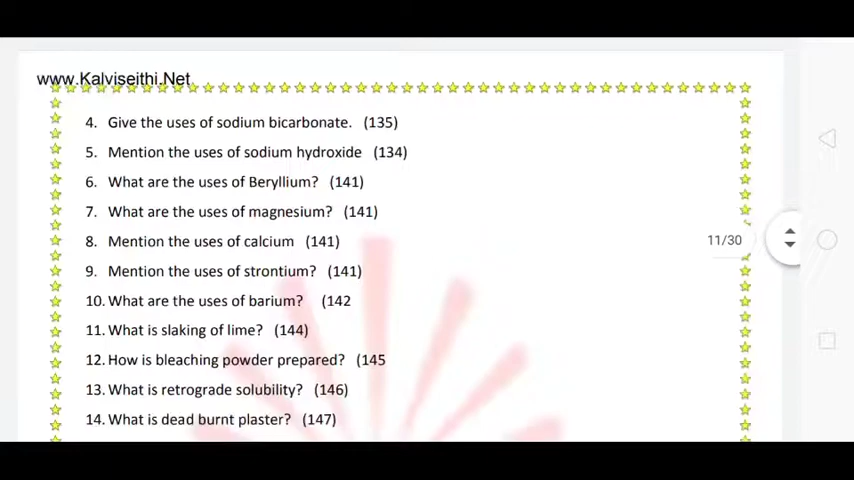 www.Kalviseithi.Net
4. Give the uses of sodium bicarbonate. (135)
5. Mention the uses of sodium hydroxide (134)
6. What are the uses of Beryllium? (141)
7. What are the uses of magnesium? (141)
8. Mention the uses of calcium (141)
11/30
9. Mention the uses of strontium? (141)
10. What are the uses of barium? (142
11. What is slaking of lime? (144)
12. How is bleaching powder prepared? (145
13. What is retrograde solubility? (146)
14. What is dead burnt plaster? (147)